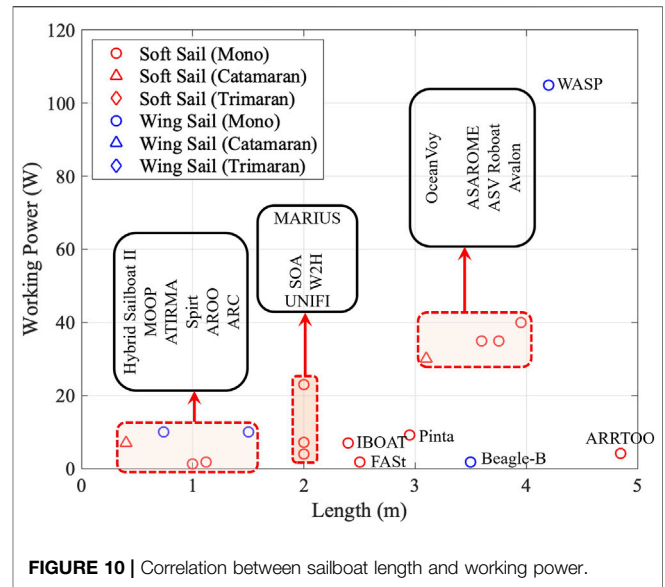 120
100
80
60
40
20
0
Working Power (W)
Soft Sail (Mono)
Soft Sail (Catamaran)
Soft Sail (Trimaran)
Wing Sail (Mono)
Wing Sail (Catamaran)
Wing Sail (Trimaran)
WASP
OceanVoy
ASAROME
ASV Roboat
Avalon
MARIUS
SOA
W2H
UNIFI
Hybrid Sailboat II
MOOP
ATIRMA
Spirt
AROO
ARC
IBOAT
FASt
Pinta
Beagle-B
ARRTOO
0 1 2 3 4 5
Length (m)
FIGURE 10 | Correlation between sailboat length and working power.